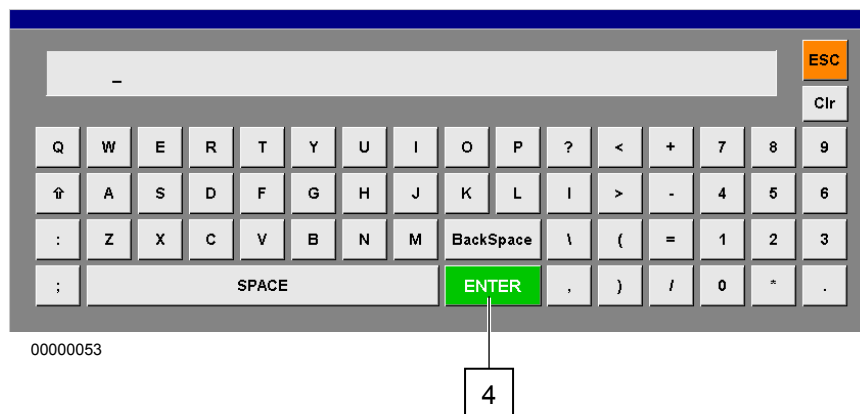 _ ESC
Clr
Q W E R T Y U I O P ? < + 7 8 9
⇧ A S D F G H J K L | > - 4 5 6
: Z X C V B N M BackSpace \ ( = 1 2 3
; SPACE ENTER , ) / 0 * .
00000053
4